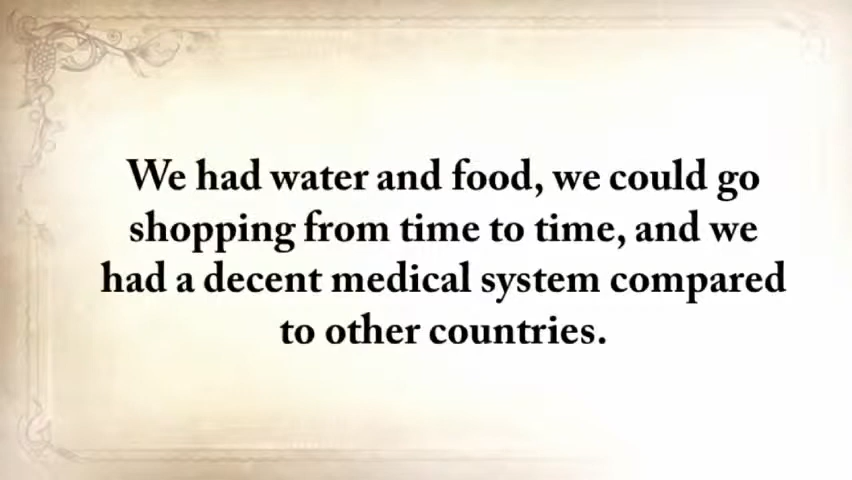 We had water and food, we could go
shopping from time to time, and we
had a decent medical system compared
to other countries.